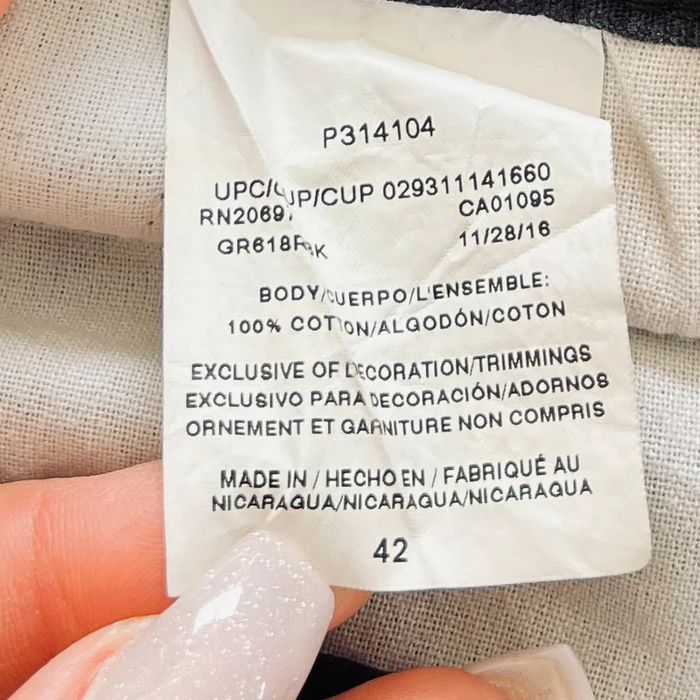 P314104
UPC/UP/CUP 029311141660
CA01095
11/28/16
BODY/CUERPO/L'ENSEMBLE:
100% COTTON/ALGODÓN/COTON
EXCLUSIVE OF DECORATION/TRIMMINGS
EXCLUSIVO PARA DECORACIÓN/ADORNOS
ORNEMENT ET GARNITURE NON COMPRIS
MADE IN / HECHO EN / FABRIQUÉ AU
NICARAGUA/NICARAGUA/NICARAGUA
42